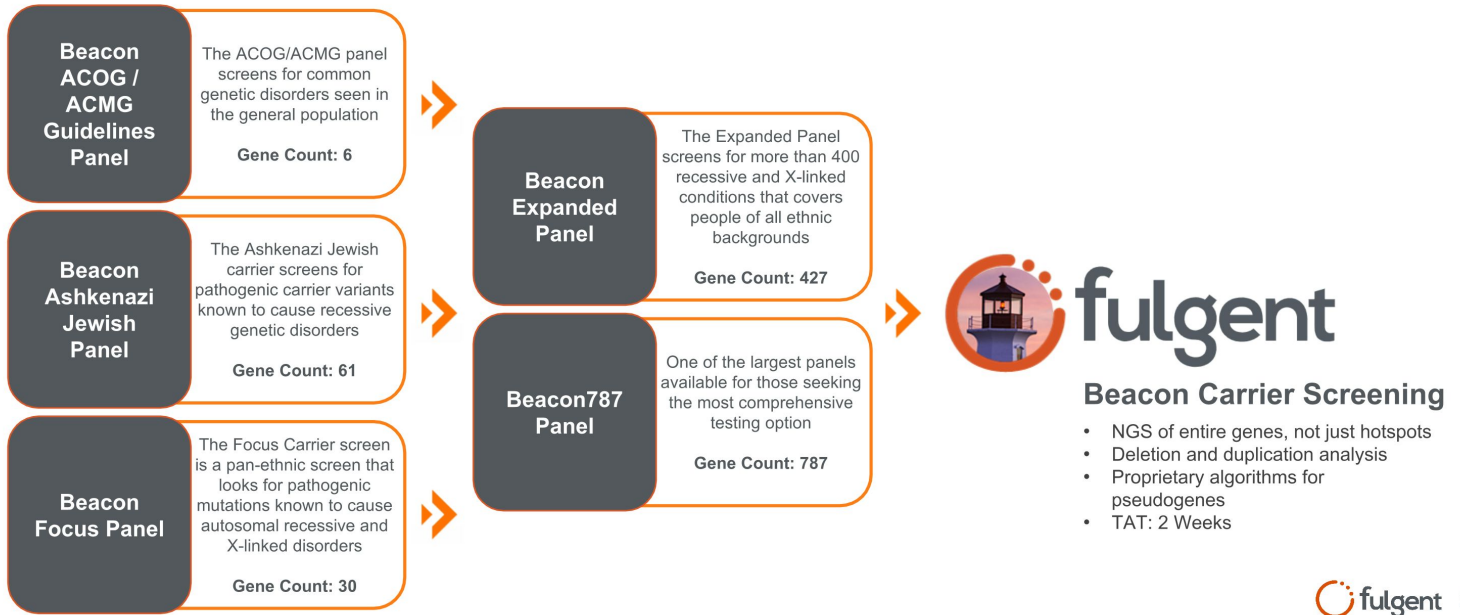 Beacon
ACOG /
ACMG
Guidelines
Panel
The ACOG/ACMG panel
screens for common
genetic disorders seen in
the general population
Gene Count: 6
Beacon
Ashkenazi
Jewish
Panel
The Ashkenazi Jewish
carrier screens for
pathogenic carrier variants
known to cause recessive
genetic disorders
Gene Count: 61
Beacon
Focus Panel
The Focus Carrier screen
is a pan-ethnic screen that
looks for pathogenic
mutations known to cause
autosomal recessive and
X-linked disorders
Gene Count: 30
Beacon
Expanded
Panel
The Expanded Panel
screens for more than 400
recessive and X-linked
conditions that covers
people of all ethnic
backgrounds
Gene Count: 427
Beacon787
Panel
One of the largest panels
available for those seeking
the most comprehensive
testing option
Gene Count: 787
fulgent
Beacon Carrier Screening
• NGS of entire genes, not just hotspots
• Deletion and duplication analysis
• Proprietary algorithms for
pseudogenes
• TAT: 2 Weeks
fulgent